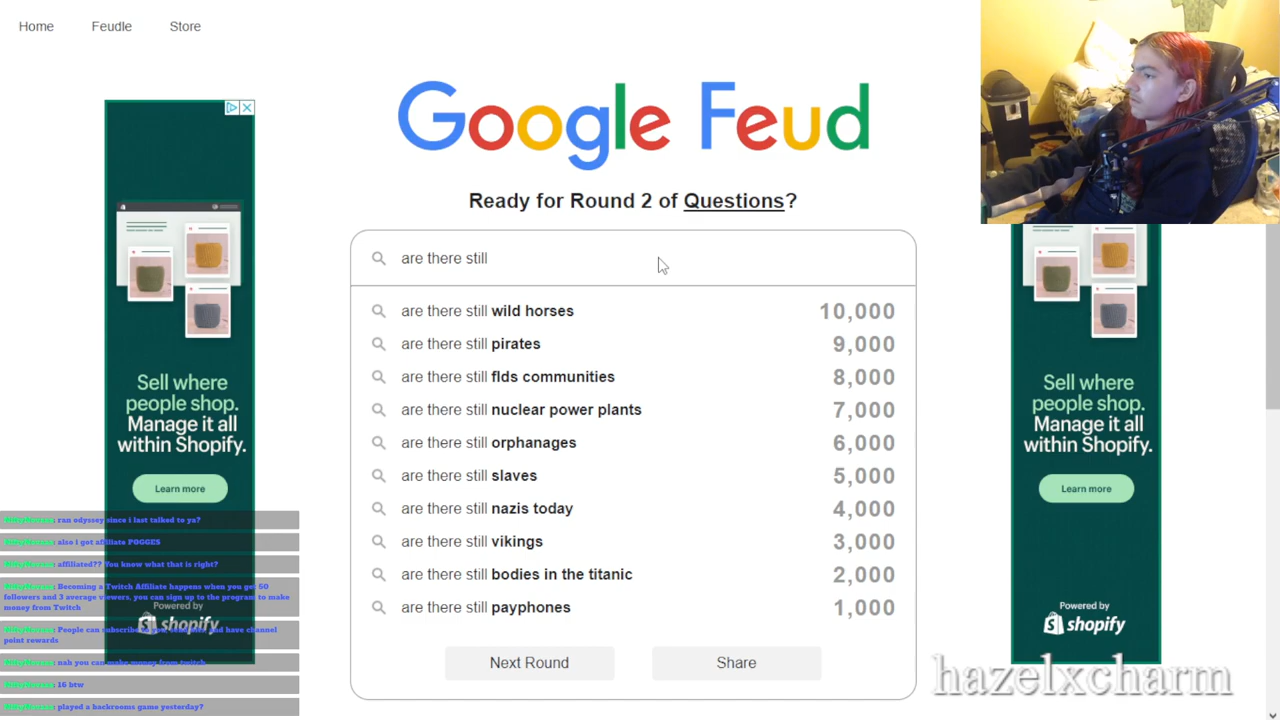 Home
Feudle
Store
Google Feud
Ready for Round 2 of Questions?
are there still
are there still wild horses 10,000
are there still pirates 9,000
are there still flds communities 8,000
are there still nuclear power plants 7,000
are there still orphanages 6,000
are there still slaves 5,000
are there still nazis today 4,000
are there still vikings 3,000
are there still bodies in the titanic 2,000
are there still payphones 1,000
Next Round
Share
Sell where
people shop.
Manage it all
within Shopify.
Learn more
Powered by
shopify
ran odyssey since i last talked to ya?
also i got affiliate POGGES
affiliated?? You know what that is right?
Becoming a Twitch Affiliate happens when you get 50
followers and 3 average viewers, you can sign up to the program to make
money from Twitch
People can subscribe to you, and have channel
point rewards
nah you can make money from twitch
16 btw
played a backrooms game yesterday?
Sell where
people shop.
Manage it all
within Shopify.
Learn more
Powered by
shopify
hazelxcharm